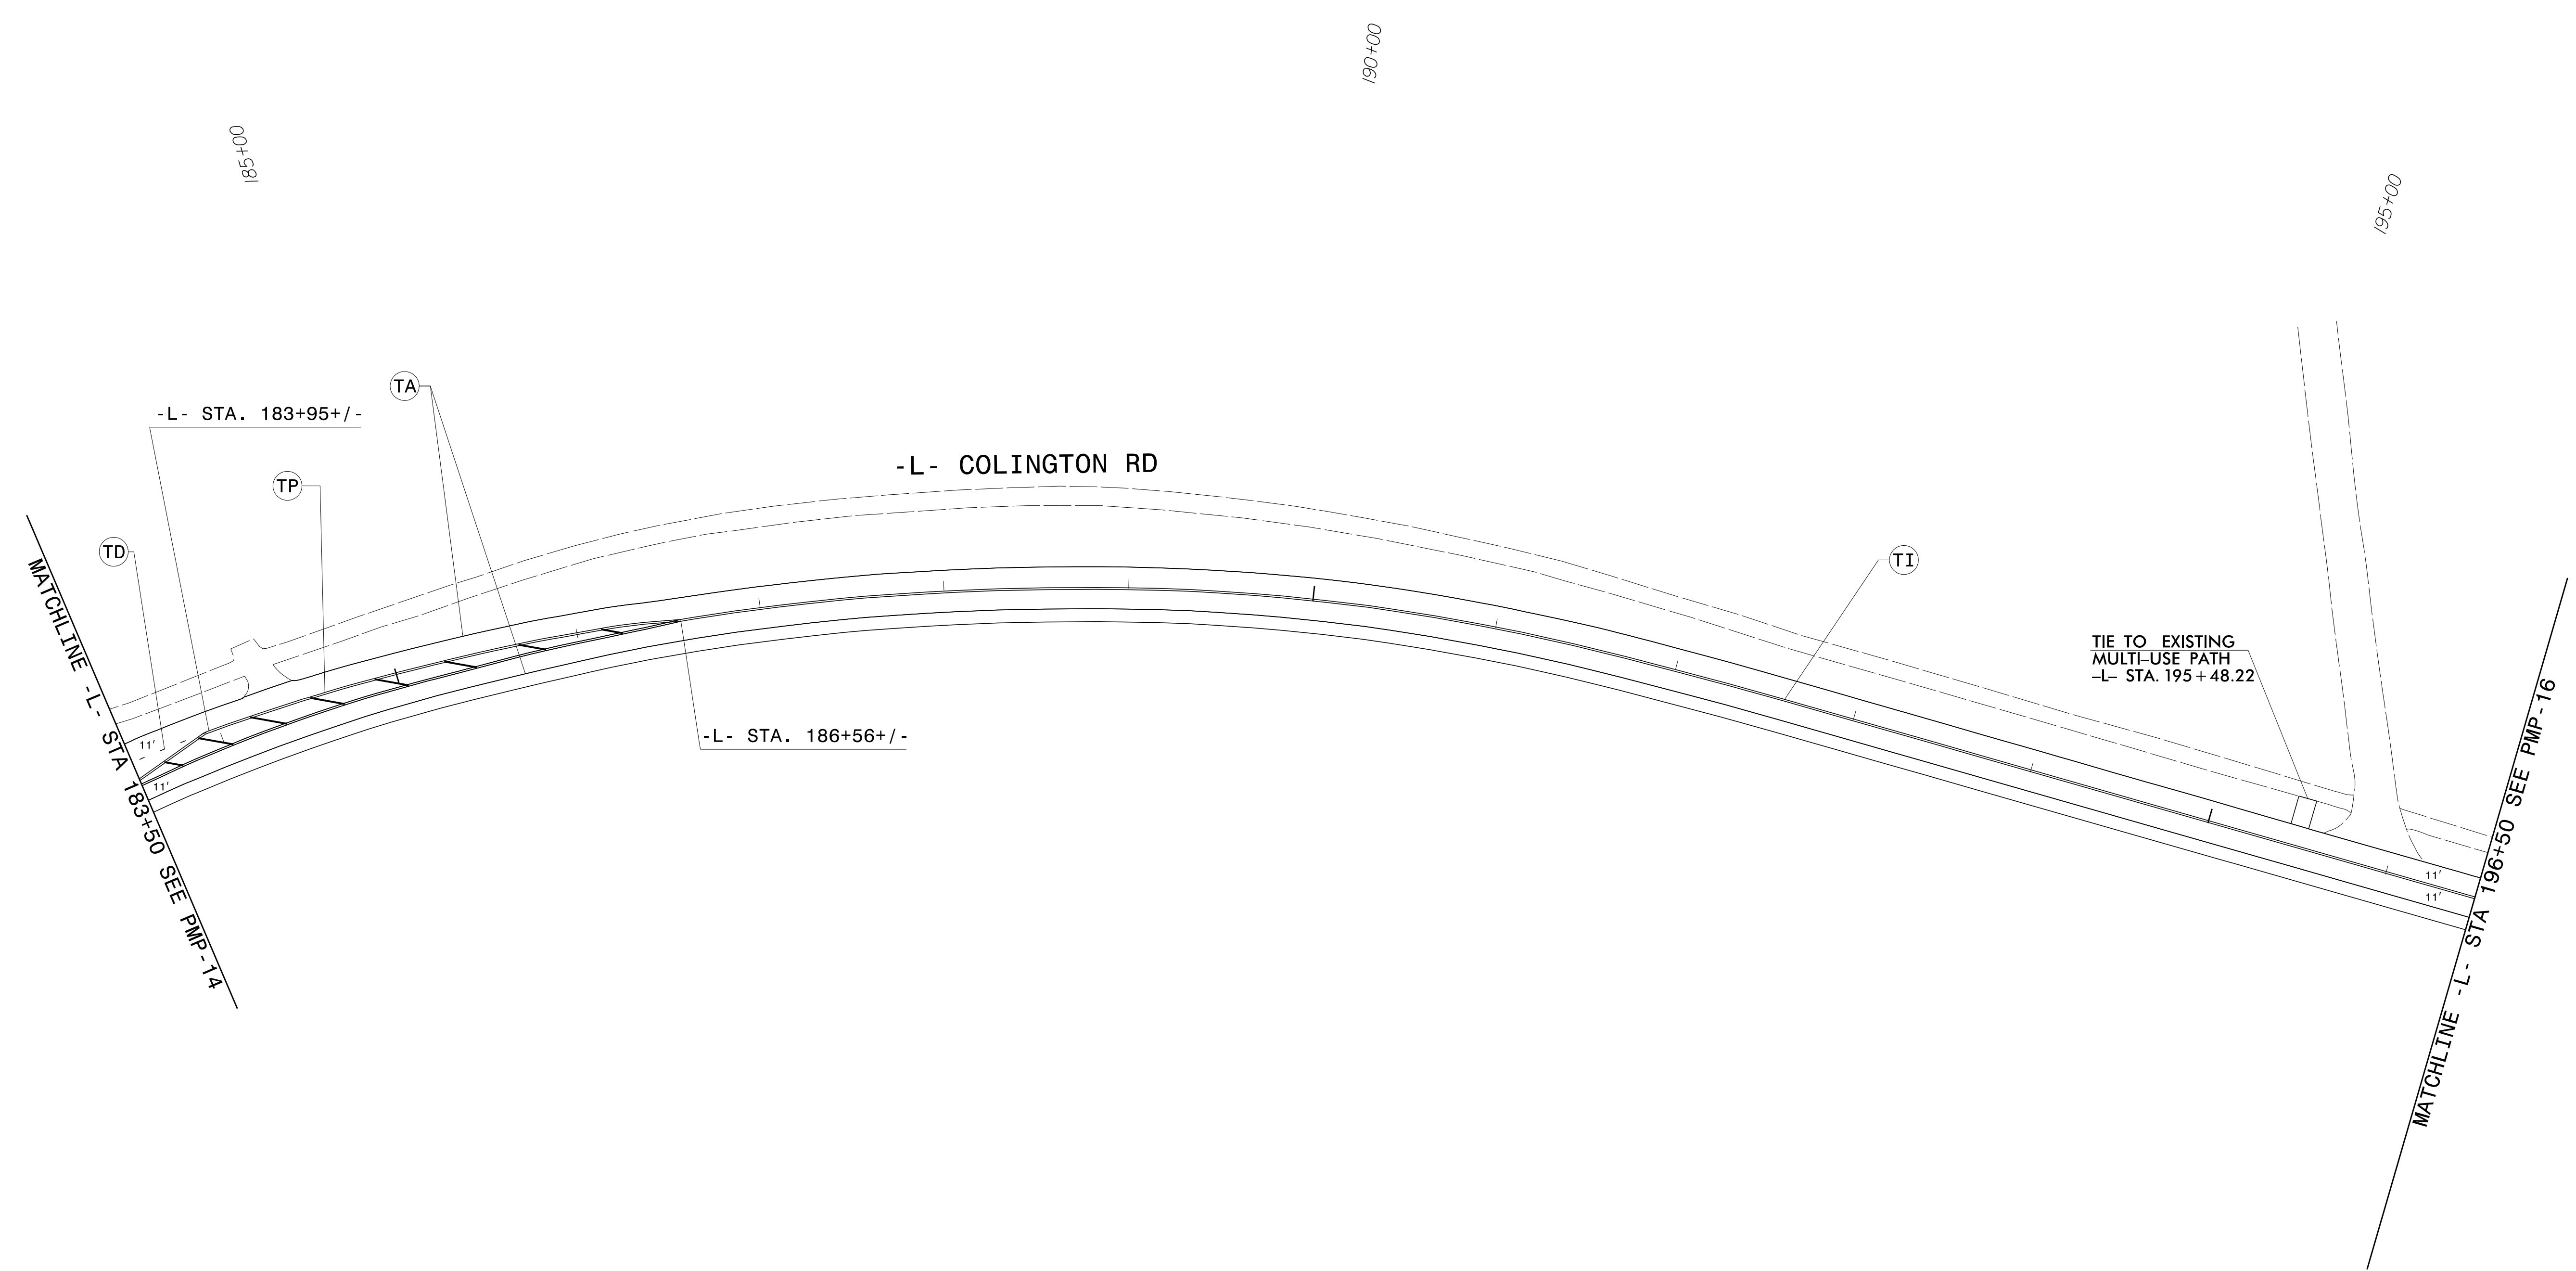 190+00
185+00
195+00
TA
-L- STA. 183+95+/-
-L- COLINGTON RD
TP
TD
TI
MATCHLINE -L- STA 183+50 SEE PMP-14
TIE TO EXISTING
MULTI-USE PATH
-L- STA. 195+48.22
-L- STA. 186+56+/-
11'
11'
11'
11'
MATCHLINE -L- STA 196+50 SEE PMP-16